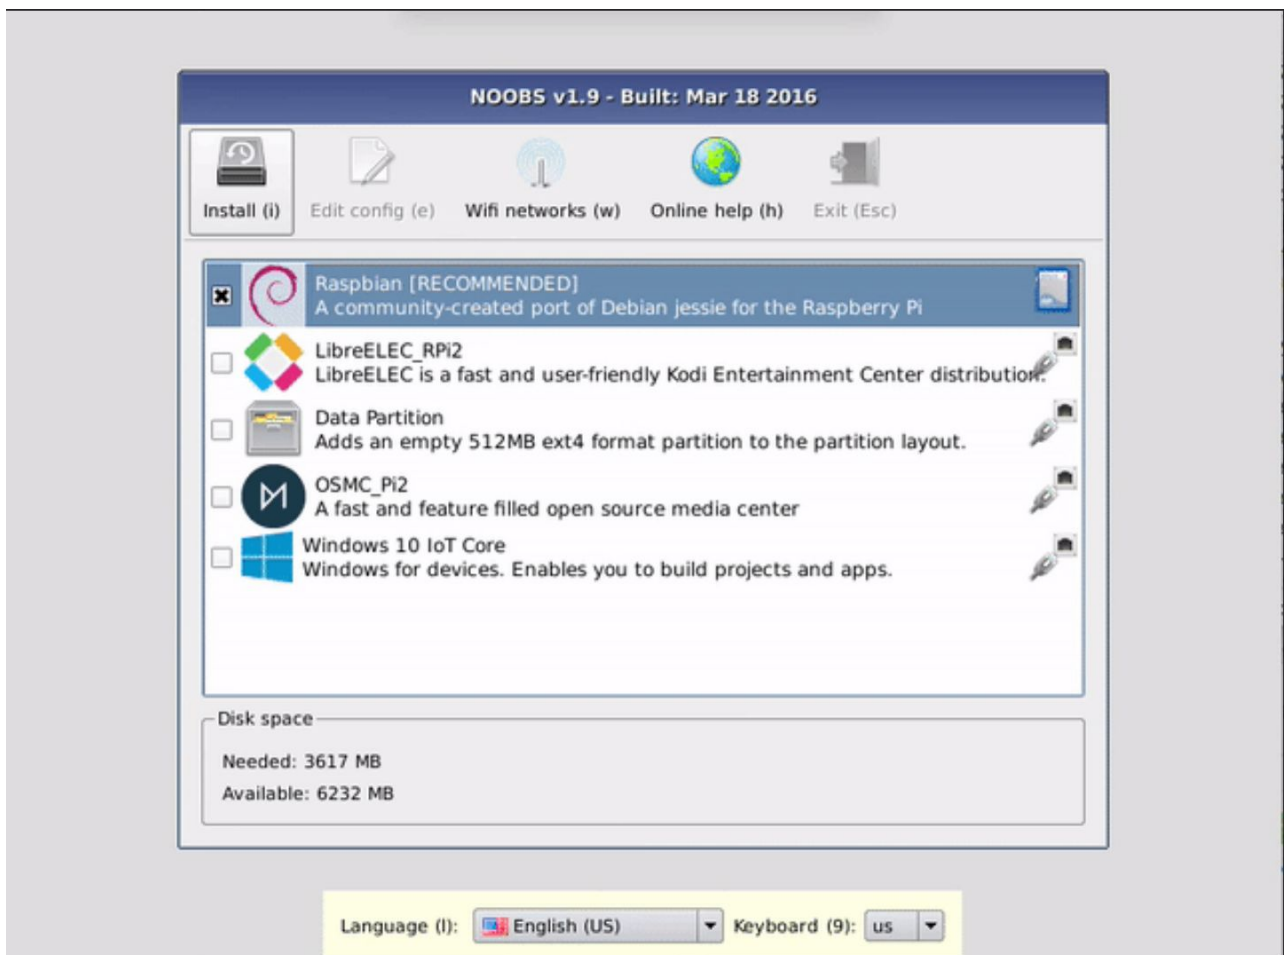 NOOBS v1.9 - Built: Mar 18 2016
Install (i)
Edit config (e)
Wifi networks (w)
Online help (h)
Exit (Esc)
Raspbian [RECOMMENDED]
A community-created port of Debian jessie for the Raspberry Pi
LibreELEC_RPi2
LibreELEC is a fast and user-friendly Kodi Entertainment Center distribution.
Data Partition
Adds an empty 512MB ext4 format partition to the partition layout.
OSMC_Pi2
A fast and feature filled open source media center
Windows 10 IoT Core
Windows for devices. Enables you to build projects and apps.
Disk space
Needed: 3617 MB
Available: 6232 MB
Language (l): English (US) Keyboard (9): us